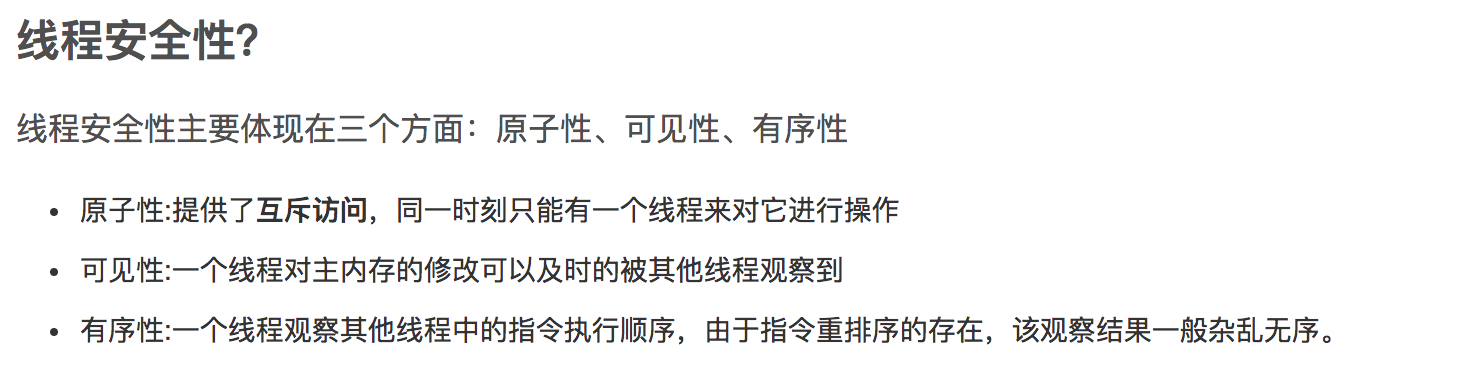 线程安全性?
线程安全性主要体现在三个方面：原子性、可见性、有序性
• 原子性:提供了互斥访问，同一时刻只能有一个线程来对它进行操作
• 可见性:一个线程对主内存的修改可以及时的被其他线程观察到
• 有序性:一个线程观察其他线程中的指令执行顺序，由于指令重排序的存在，该观察结果一般杂乱无序。